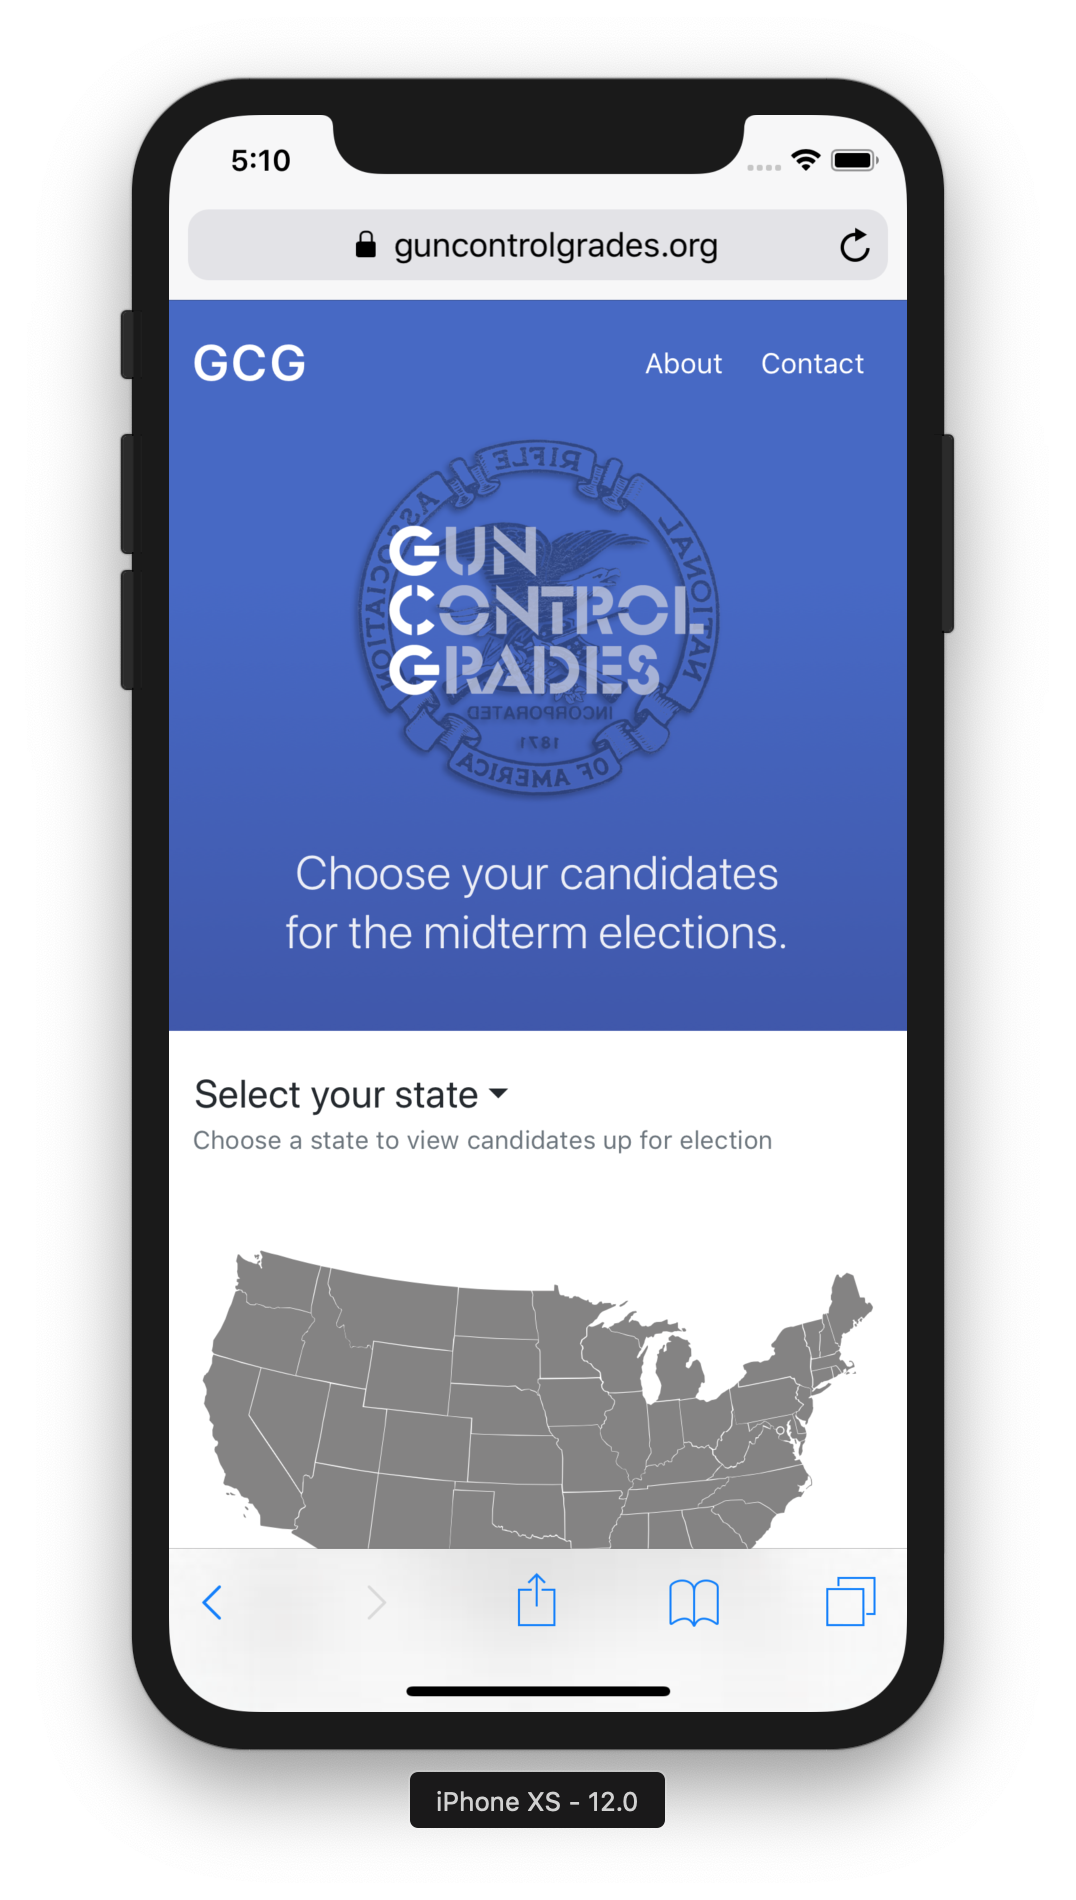 5:10
guncontrolgrades.org
GCG
About Contact
RIFLE
ASSOCIATION
NATIONAL
GUN
CONTROL
GRADES
INCORPORATED
1871
OF AMERICA
Choose your candidates
for the midterm elections.
Select your state
Choose a state to view candidates up for election
iPhone XS - 12.0